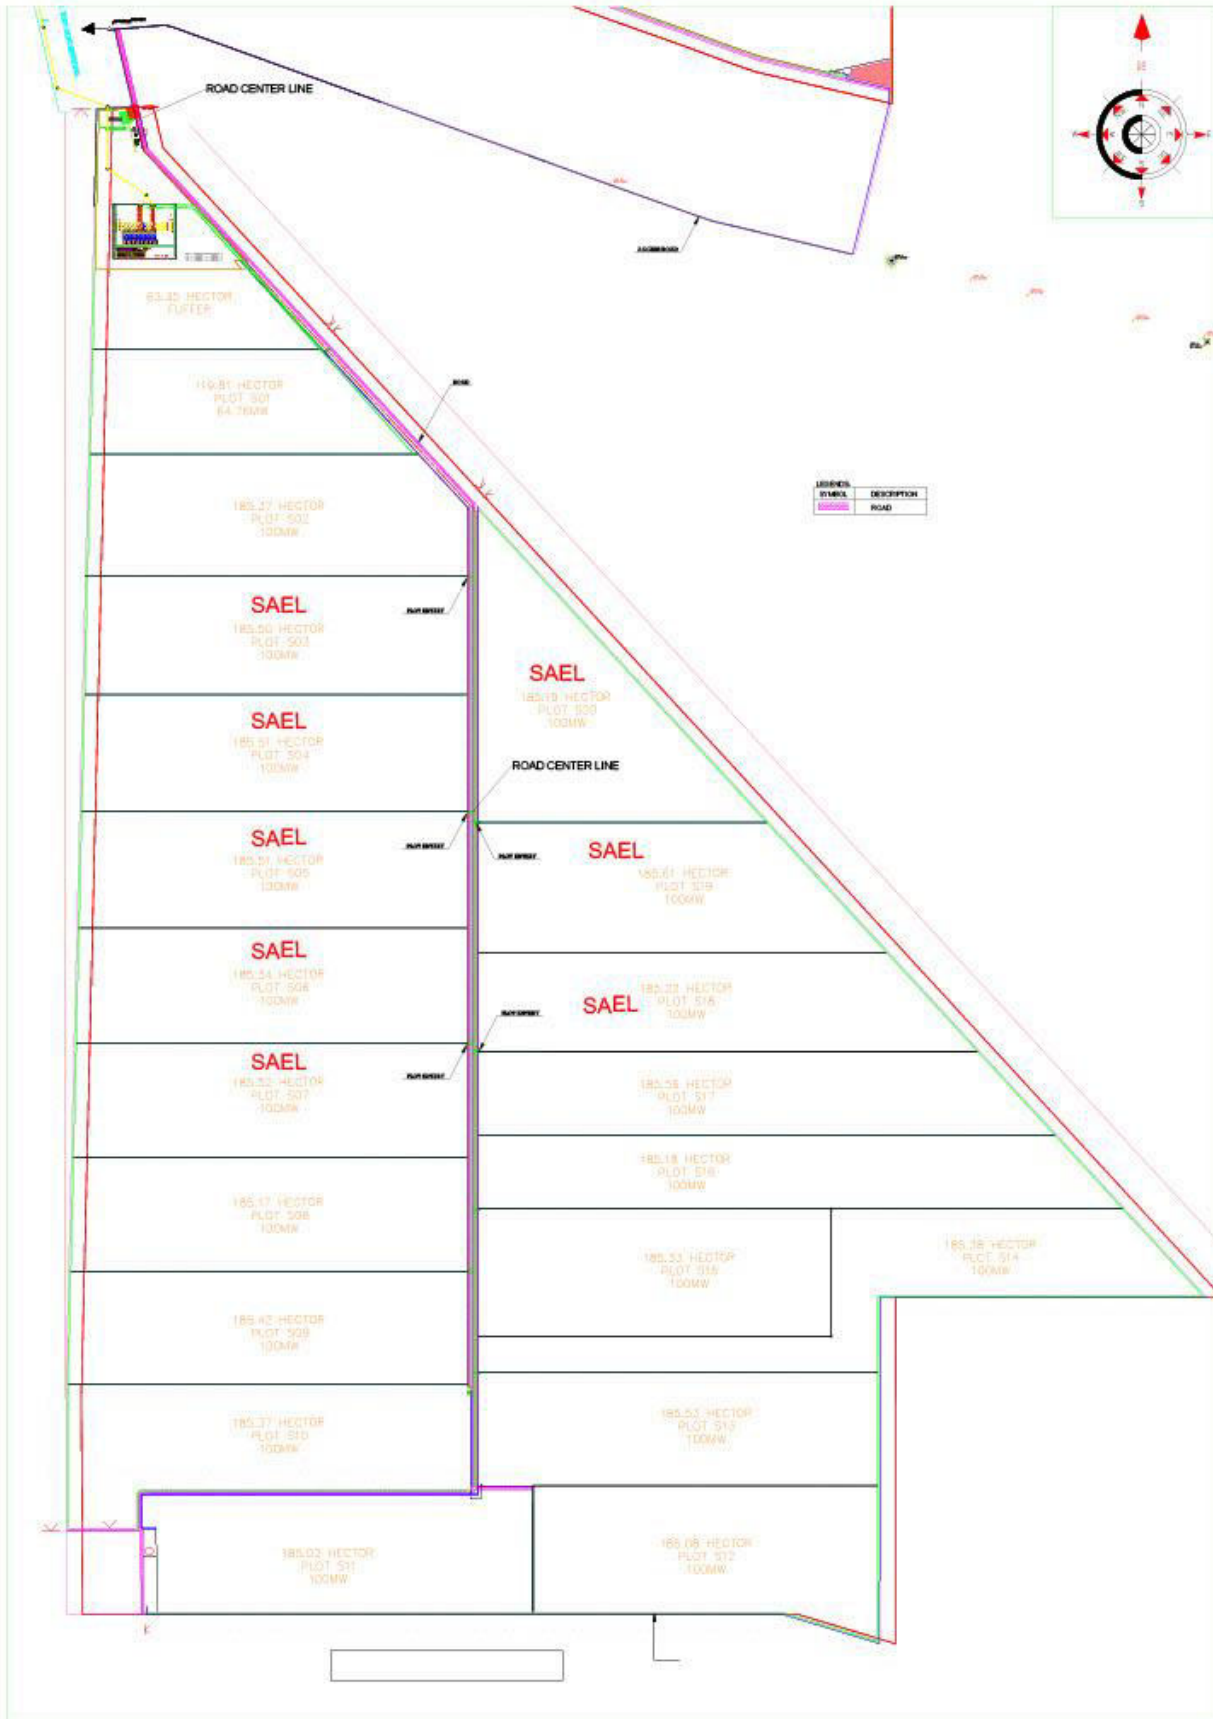 ROAD CENTER LINE
63.35 HECTOR
FUFFER
119.81 HECTOR
PLOT S01
64.76MW
ROAD
185.37 HECTOR
PLOT S02
100MW
LEGENDS
SYMBOL DESCRIPTION
ROAD
SAEL
185.50 HECTOR
PLOT S03
100MW
SAEL
185.19 HECTOR
PLOT S20
100MW
SAEL
185.51 HECTOR
PLOT S04
100MW
ROAD CENTER LINE
SAEL
185.51 HECTOR
PLOT S05
100MW
SAEL
185.61 HECTOR
PLOT S19
100MW
SAEL
185.54 HECTOR
PLOT S06
100MW
SAEL
185.22 HECTOR
PLOT S18
100MW
SAEL
185.52 HECTOR
PLOT S07
100MW
185.58 HECTOR
PLOT S17
100MW
185.18 HECTOR
PLOT S16
100MW
185.17 HECTOR
PLOT S08
100MW
185.33 HECTOR
PLOT S15
100MW
185.38 HECTOR
PLOT S14
100MW
185.42 HECTOR
PLOT S09
100MW
185.37 HECTOR
PLOT S10
100MW
185.53 HECTOR
PLOT S13
100MW
185.02 HECTOR
PLOT S11
100MW
185.08 HECTOR
PLOT S12
100MW